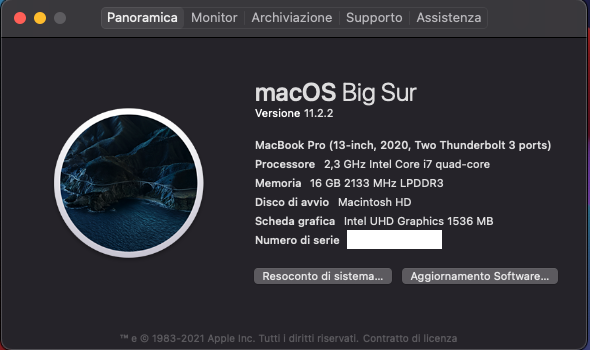 Panoramica Monitor Archiviazione Supporto Assistenza
macOS Big Sur
Versione 11.2.2
MacBook Pro (13-inch, 2020, Two Thunderbolt 3 ports)
Processore 2,3 GHz Intel Core i7 quad-core
Memoria 16 GB 2133 MHz LPDDR3
Disco di avvio Macintosh HD
Scheda grafica Intel UHD Graphics 1536 MB
Numero di serie
Resoconto di sistema... Aggiornamento Software...
™ e © 1983-2021 Apple Inc. Tutti i diritti riservati. Contratto di licenza